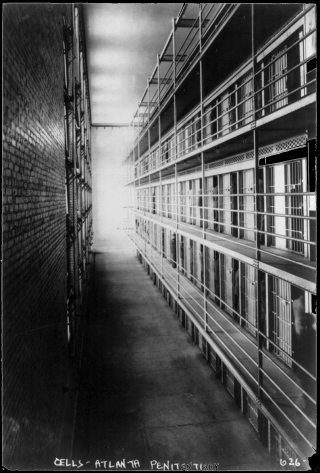 CELLS - ATLANTA PENITENTIARY 626-